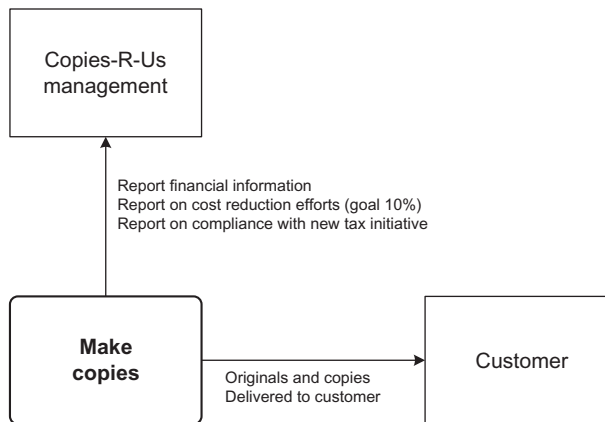 Copies-R-Us
management
Report financial information
Report on cost reduction efforts (goal 10%)
Report on compliance with new tax initiative
Make
copies
Originals and copies
Delivered to customer
Customer